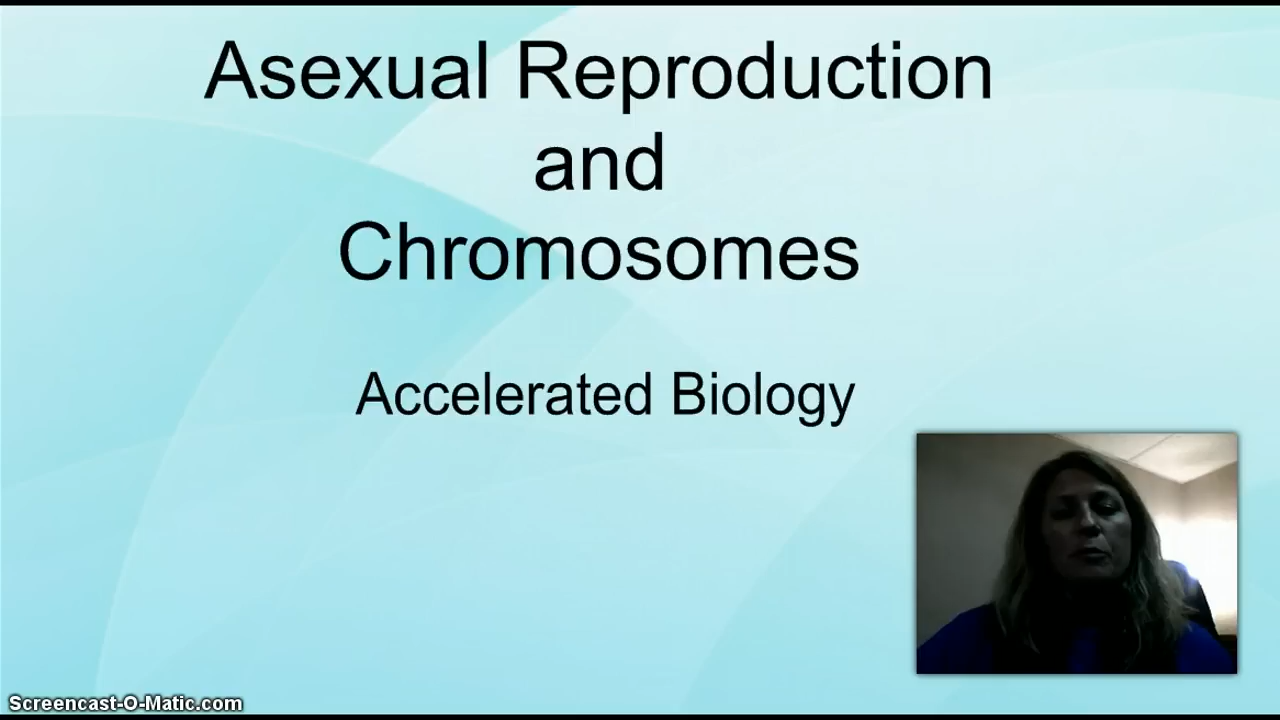 Asexual Reproduction
and
Chromosomes
Accelerated Biology
Screencast-O-Matic.com